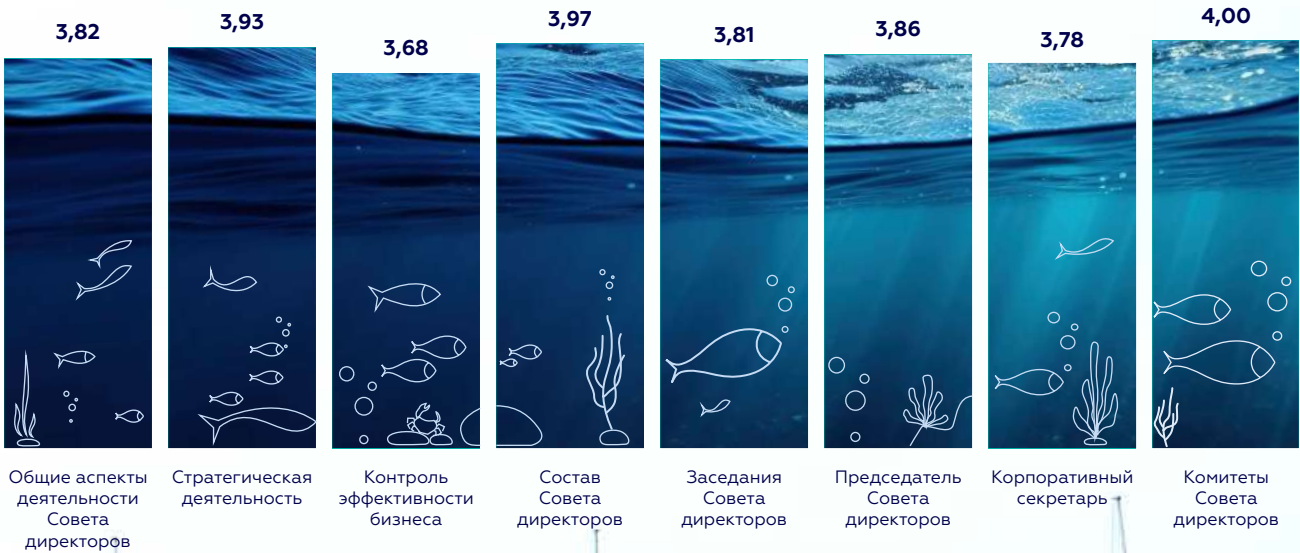 3,82
3,93
3,68
3,97
3,81
3,86
3,78
4,00
Общие аспекты
деятельности
Совета
директоров
Стратегическая
деятельность
Контроль
эффективности
бизнеса
Состав
Совета
директоров
Заседания
Совета
директоров
Председатель
Совета
директоров
Корпоративный
секретарь
Комитеты
Совета
директоров